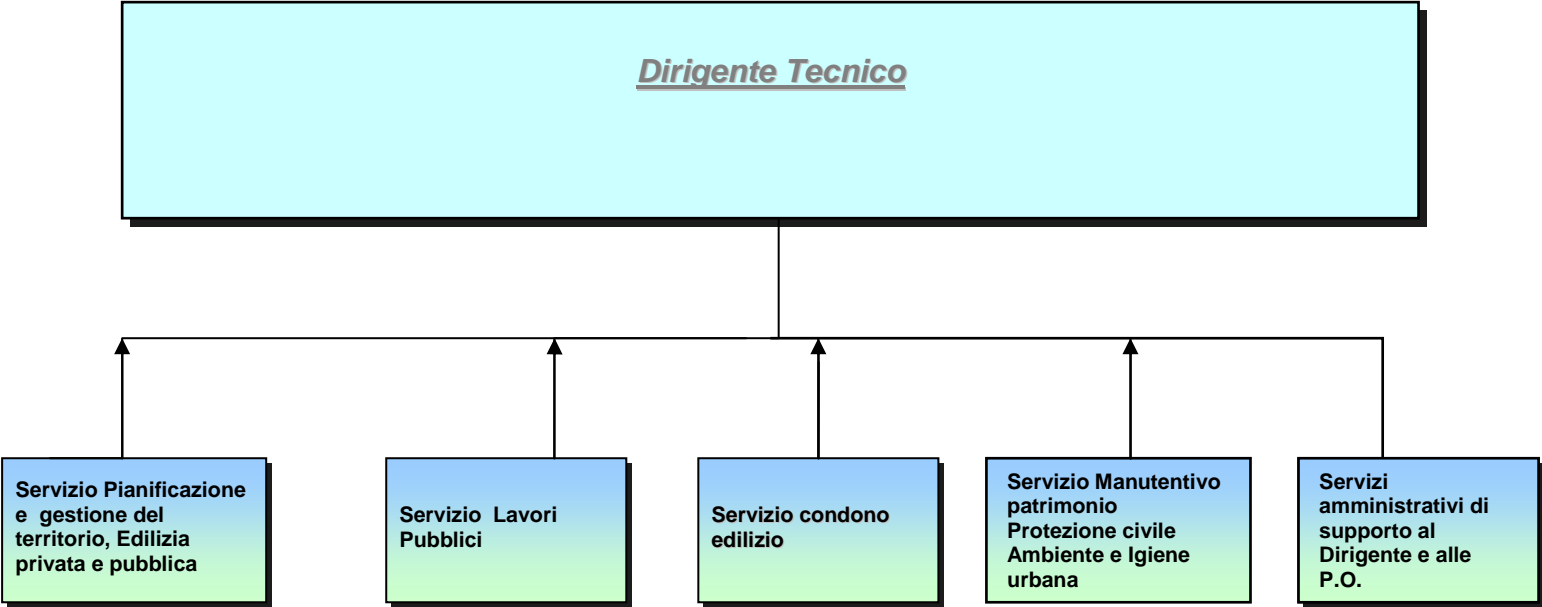 Dirigente Tecnico
Servizio Pianificazione
e gestione del
territorio, Edilizia
privata e pubblica
Servizio Lavori
Pubblici
Servizio condono
edilizio
Servizio Manutentivo
patrimonio
Protezione civile
Ambiente e Igiene
urbana
Servizi
amministrativi di
supporto al
Dirigente e alle
P.O.